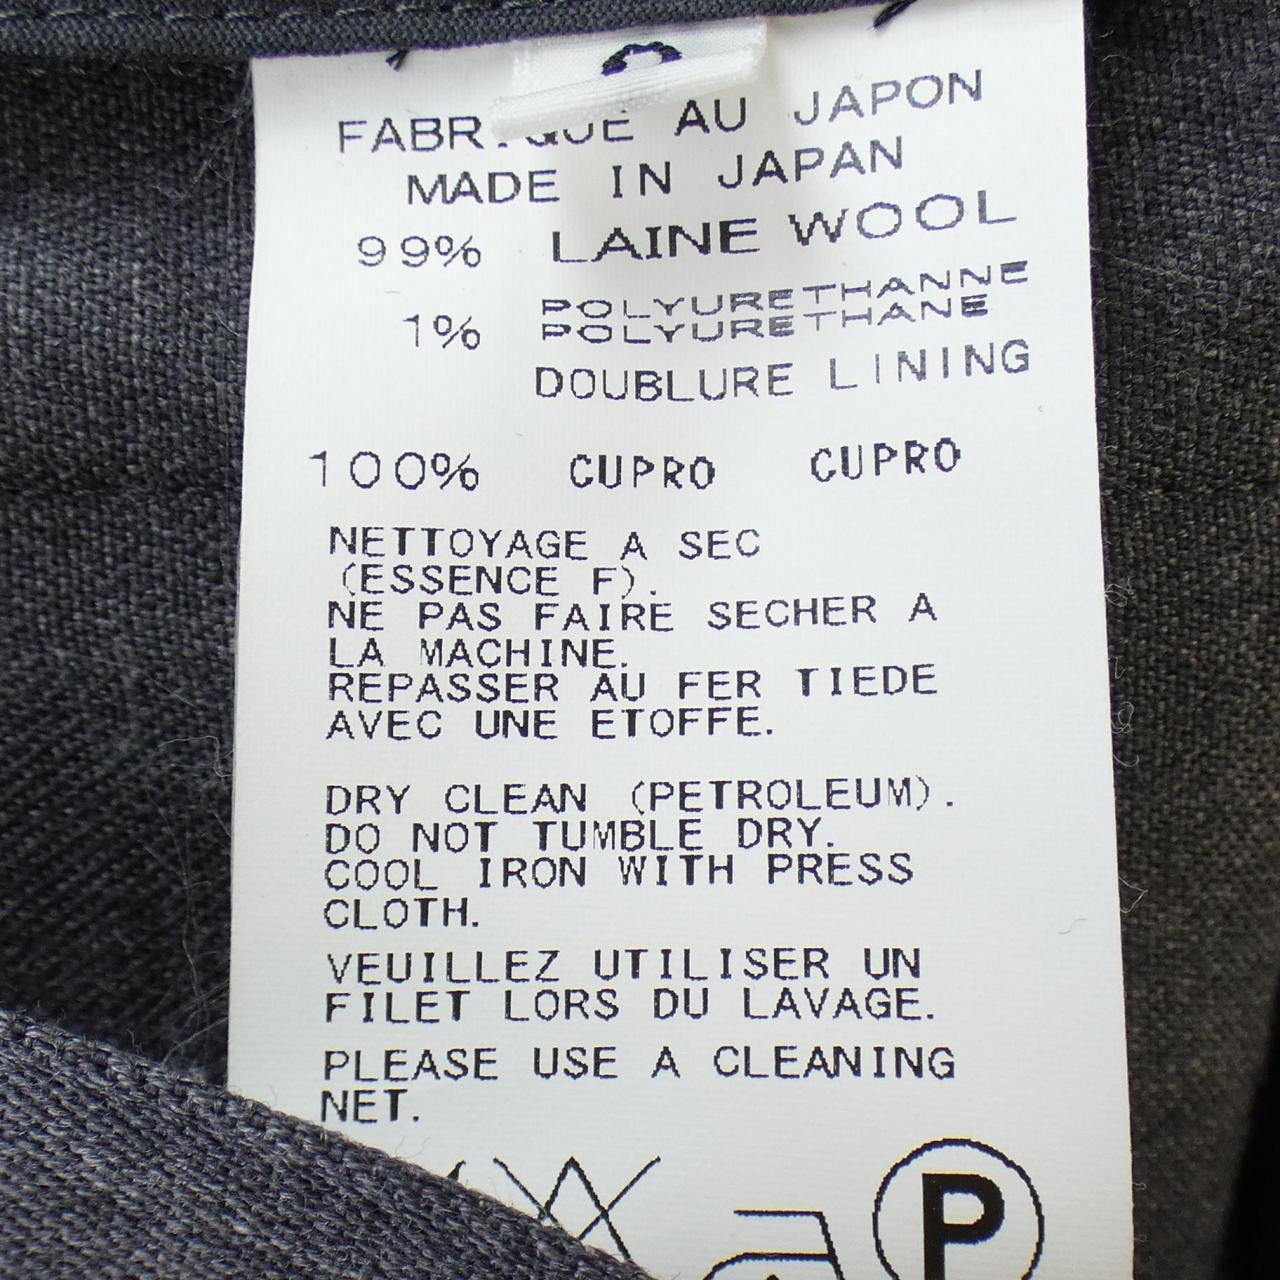 AU JAPON
MADE IN JAPAN
99% LAINE WOOL
POLYURETHANNE
1% POLYURETHANE
DOUBLURE LINING
100% CUPRO CUPRO
NETTOYAGE A SEC
(ESSENCE F).
NE PAS FAIRE SECHER A
LA MACHINE.
REPASSER AU FER TIEDE
AVEC UNE ETOFFE.
DRY CLEAN (PETROLEUM).
DO NOT TUMBLE DRY.
COOL IRON WITH PRESS
CLOTH.
VEUILLEZ UTILISER UN
FILET LORS DU LAVAGE.
PLEASE USE A CLEANING
NET.
P